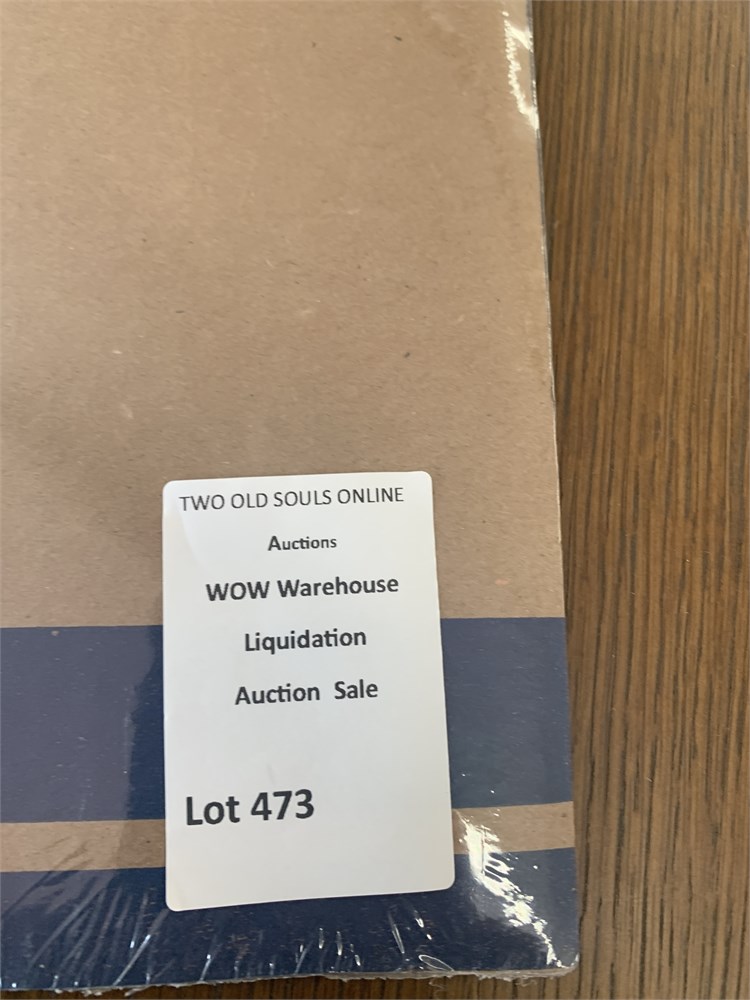 TWO OLD SOULS ONLINE
Auctions
WOW Warehouse
Liquidation
Auction Sale
Lot 473